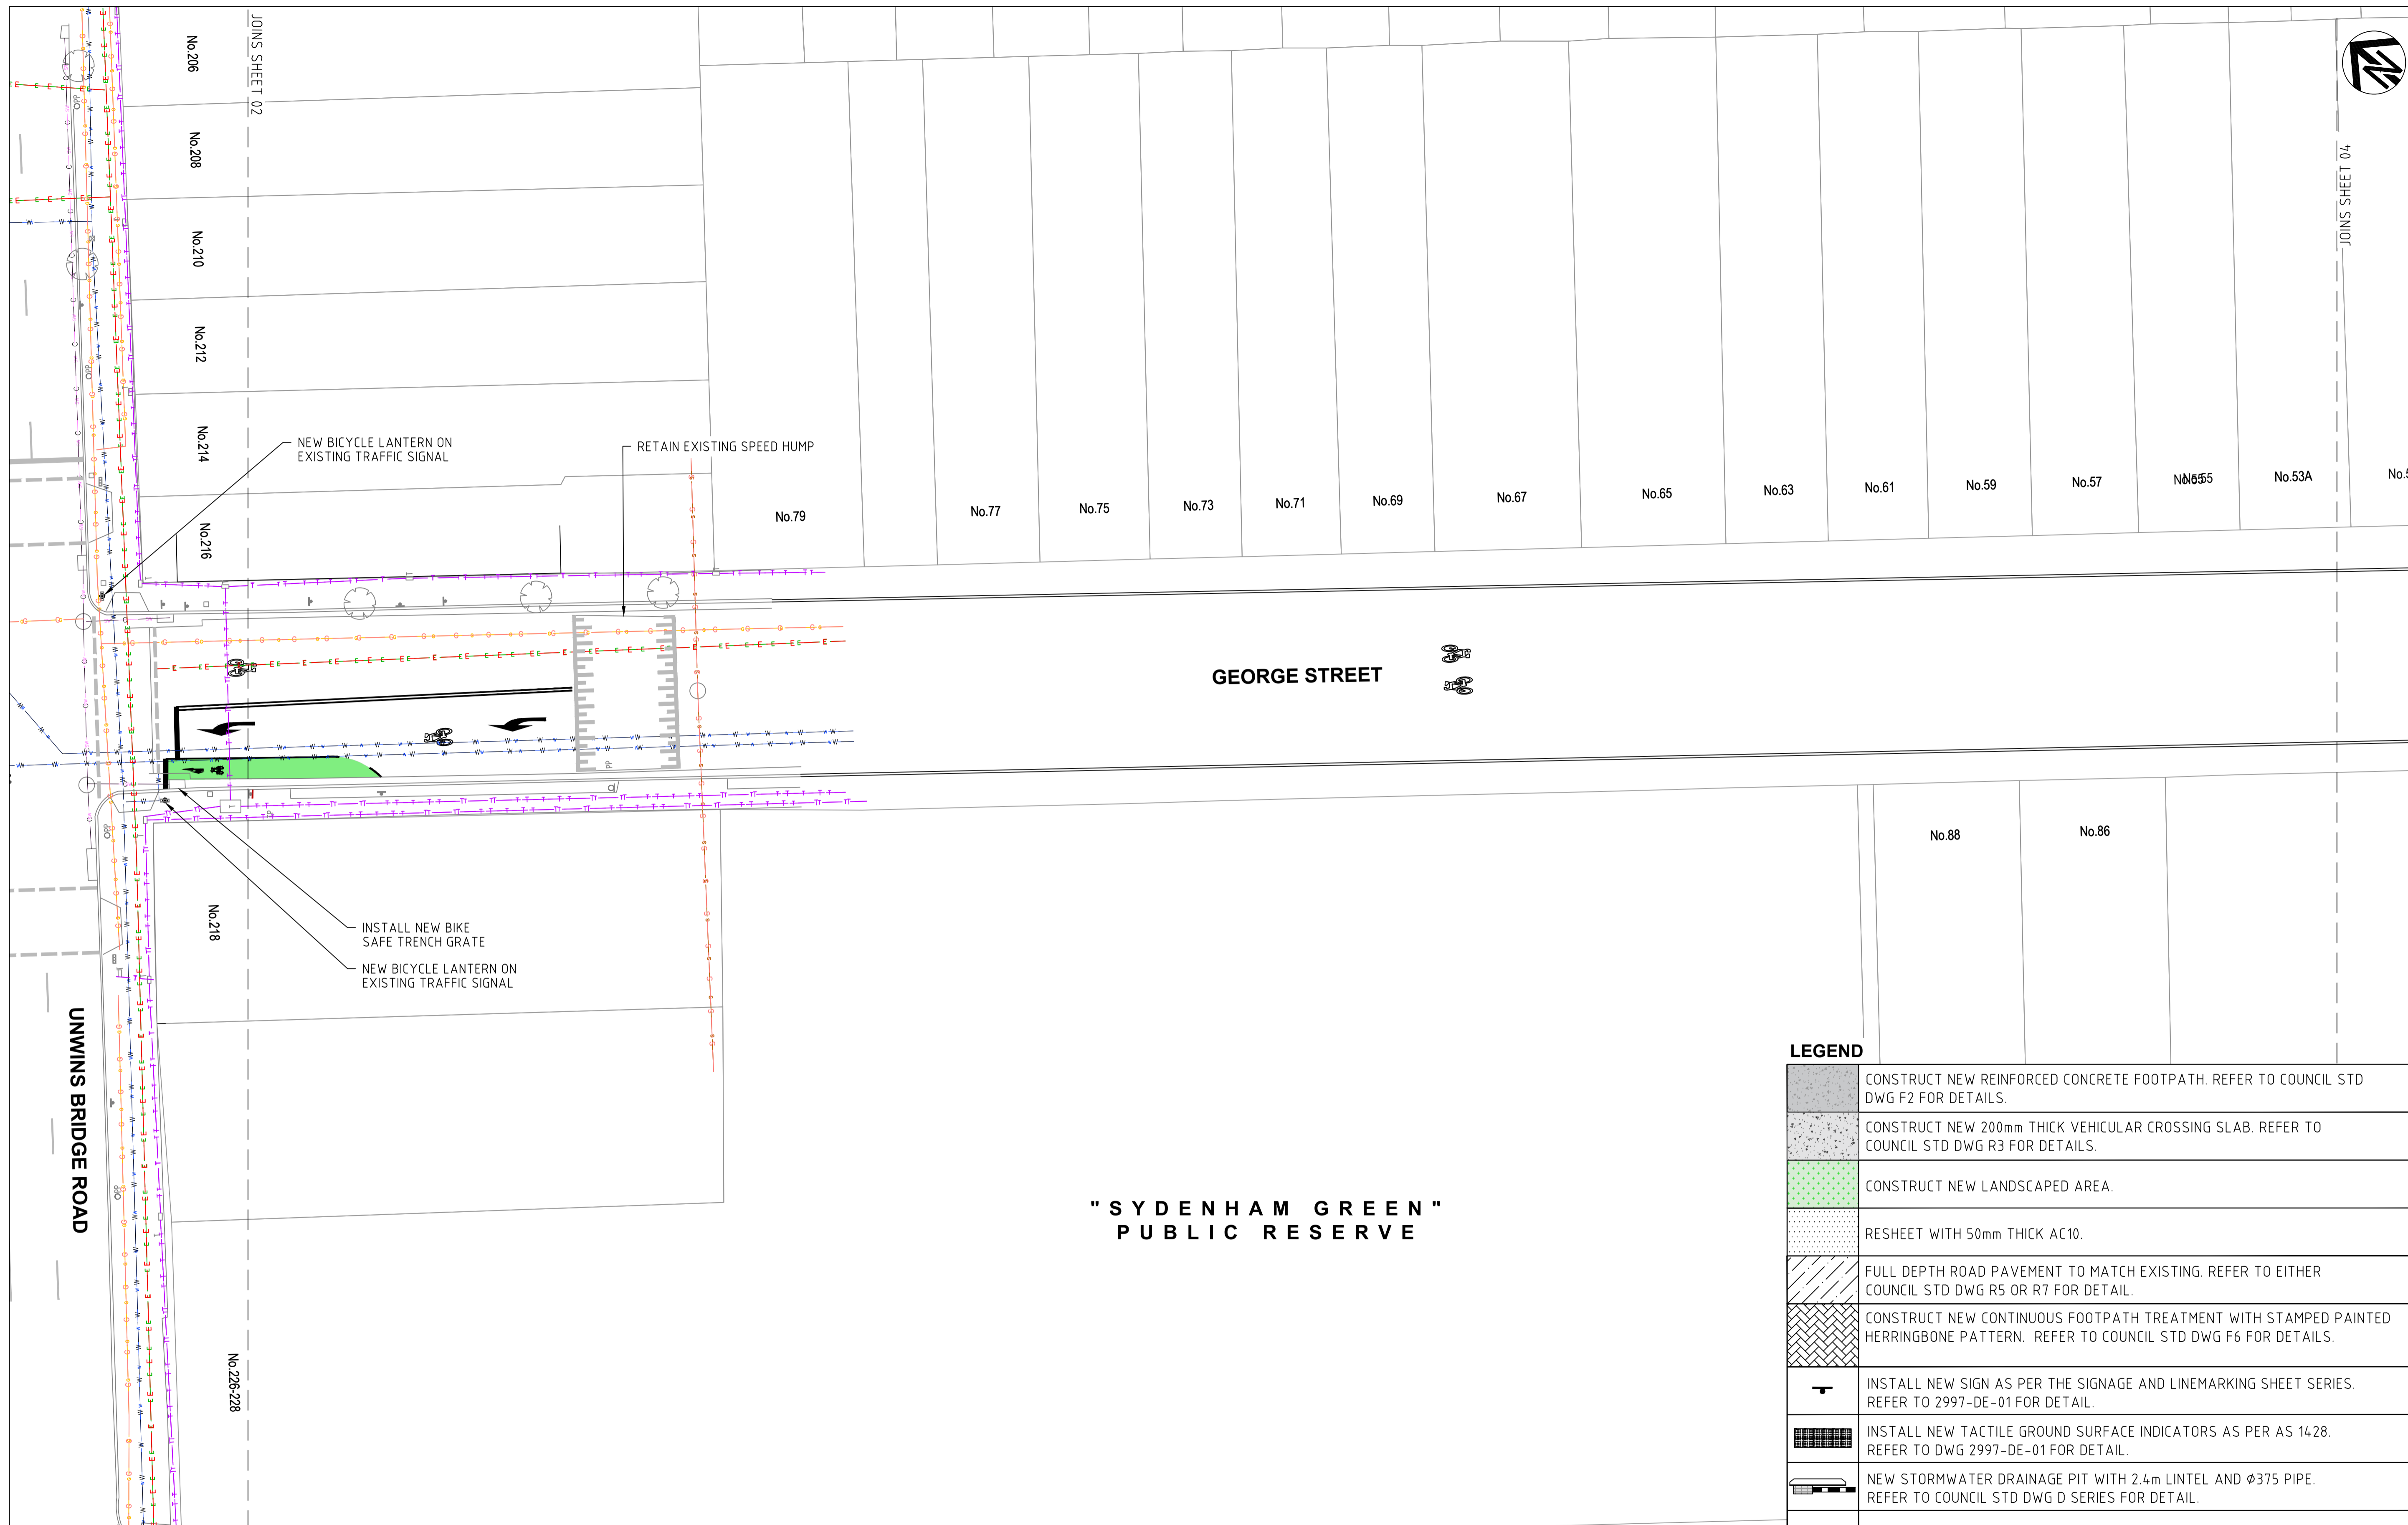 JOINS SHEET 02
No.206
No.208
No.210
No.212
No.214
No.216
NEW BICYCLE LANTERN ON
EXISTING TRAFFIC SIGNAL
RETAIN EXISTING SPEED HUMP
JOINS SHEET 04
No.79
No.77
No.75
No.73
No.71
No.69
No.67
No.65
No.63
No.61
No.59
No.57
No.55
No.53A
GEORGE STREET
No.88
No.86
No.218
INSTALL NEW BIKE
SAFE TRENCH GRATE
NEW BICYCLE LANTERN ON
EXISTING TRAFFIC SIGNAL
UNWINS BRIDGE ROAD
No.226-228
"SYDENHAM GREEN"
PUBLIC RESERVE
LEGEND
CONSTRUCT NEW REINFORCED CONCRETE FOOTPATH. REFER TO COUNCIL STD
DWG F2 FOR DETAILS.
CONSTRUCT NEW 200mm THICK VEHICULAR CROSSING SLAB. REFER TO
COUNCIL STD DWG R3 FOR DETAILS.
CONSTRUCT NEW LANDSCAPED AREA.
RESHEET WITH 50mm THICK AC10.
FULL DEPTH ROAD PAVEMENT TO MATCH EXISTING. REFER TO EITHER
COUNCIL STD DWG R5 OR R7 FOR DETAIL.
CONSTRUCT NEW CONTINUOUS FOOTPATH TREATMENT WITH STAMPED PAINTED
HERRINGBONE PATTERN. REFER TO COUNCIL STD DWG F6 FOR DETAILS.
INSTALL NEW SIGN AS PER THE SIGNAGE AND LINEMARKING SHEET SERIES.
REFER TO 2997-DE-01 FOR DETAIL.
INSTALL NEW TACTILE GROUND SURFACE INDICATORS AS PER AS 1428.
REFER TO DWG 2997-DE-01 FOR DETAIL.
NEW STORMWATER DRAINAGE PIT WITH 2.4m LINTEL AND Ø375 PIPE.
REFER TO COUNCIL STD DWG D SERIES FOR DETAIL.